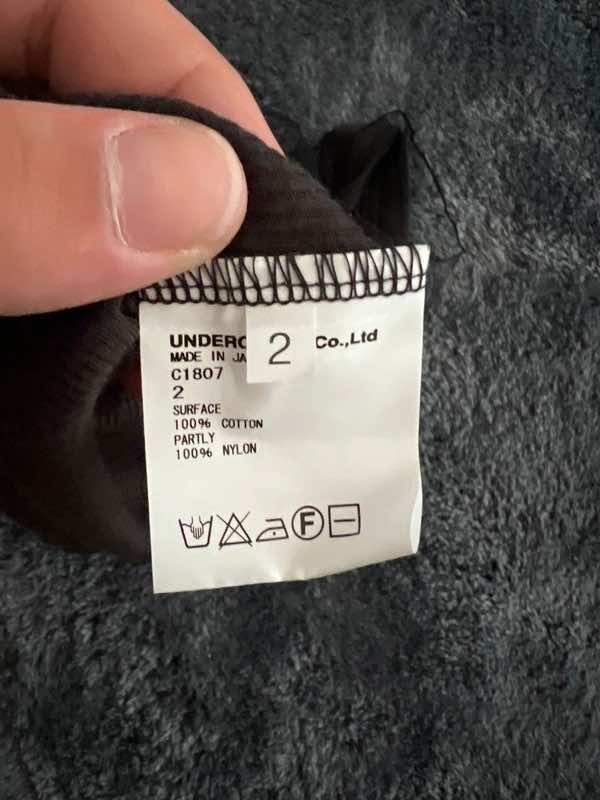 UNDERC Co.,Ltd
MADE IN JA
2
C1807
2
SURFACE
100% COTTON
PARTLY
100% NYLON
F